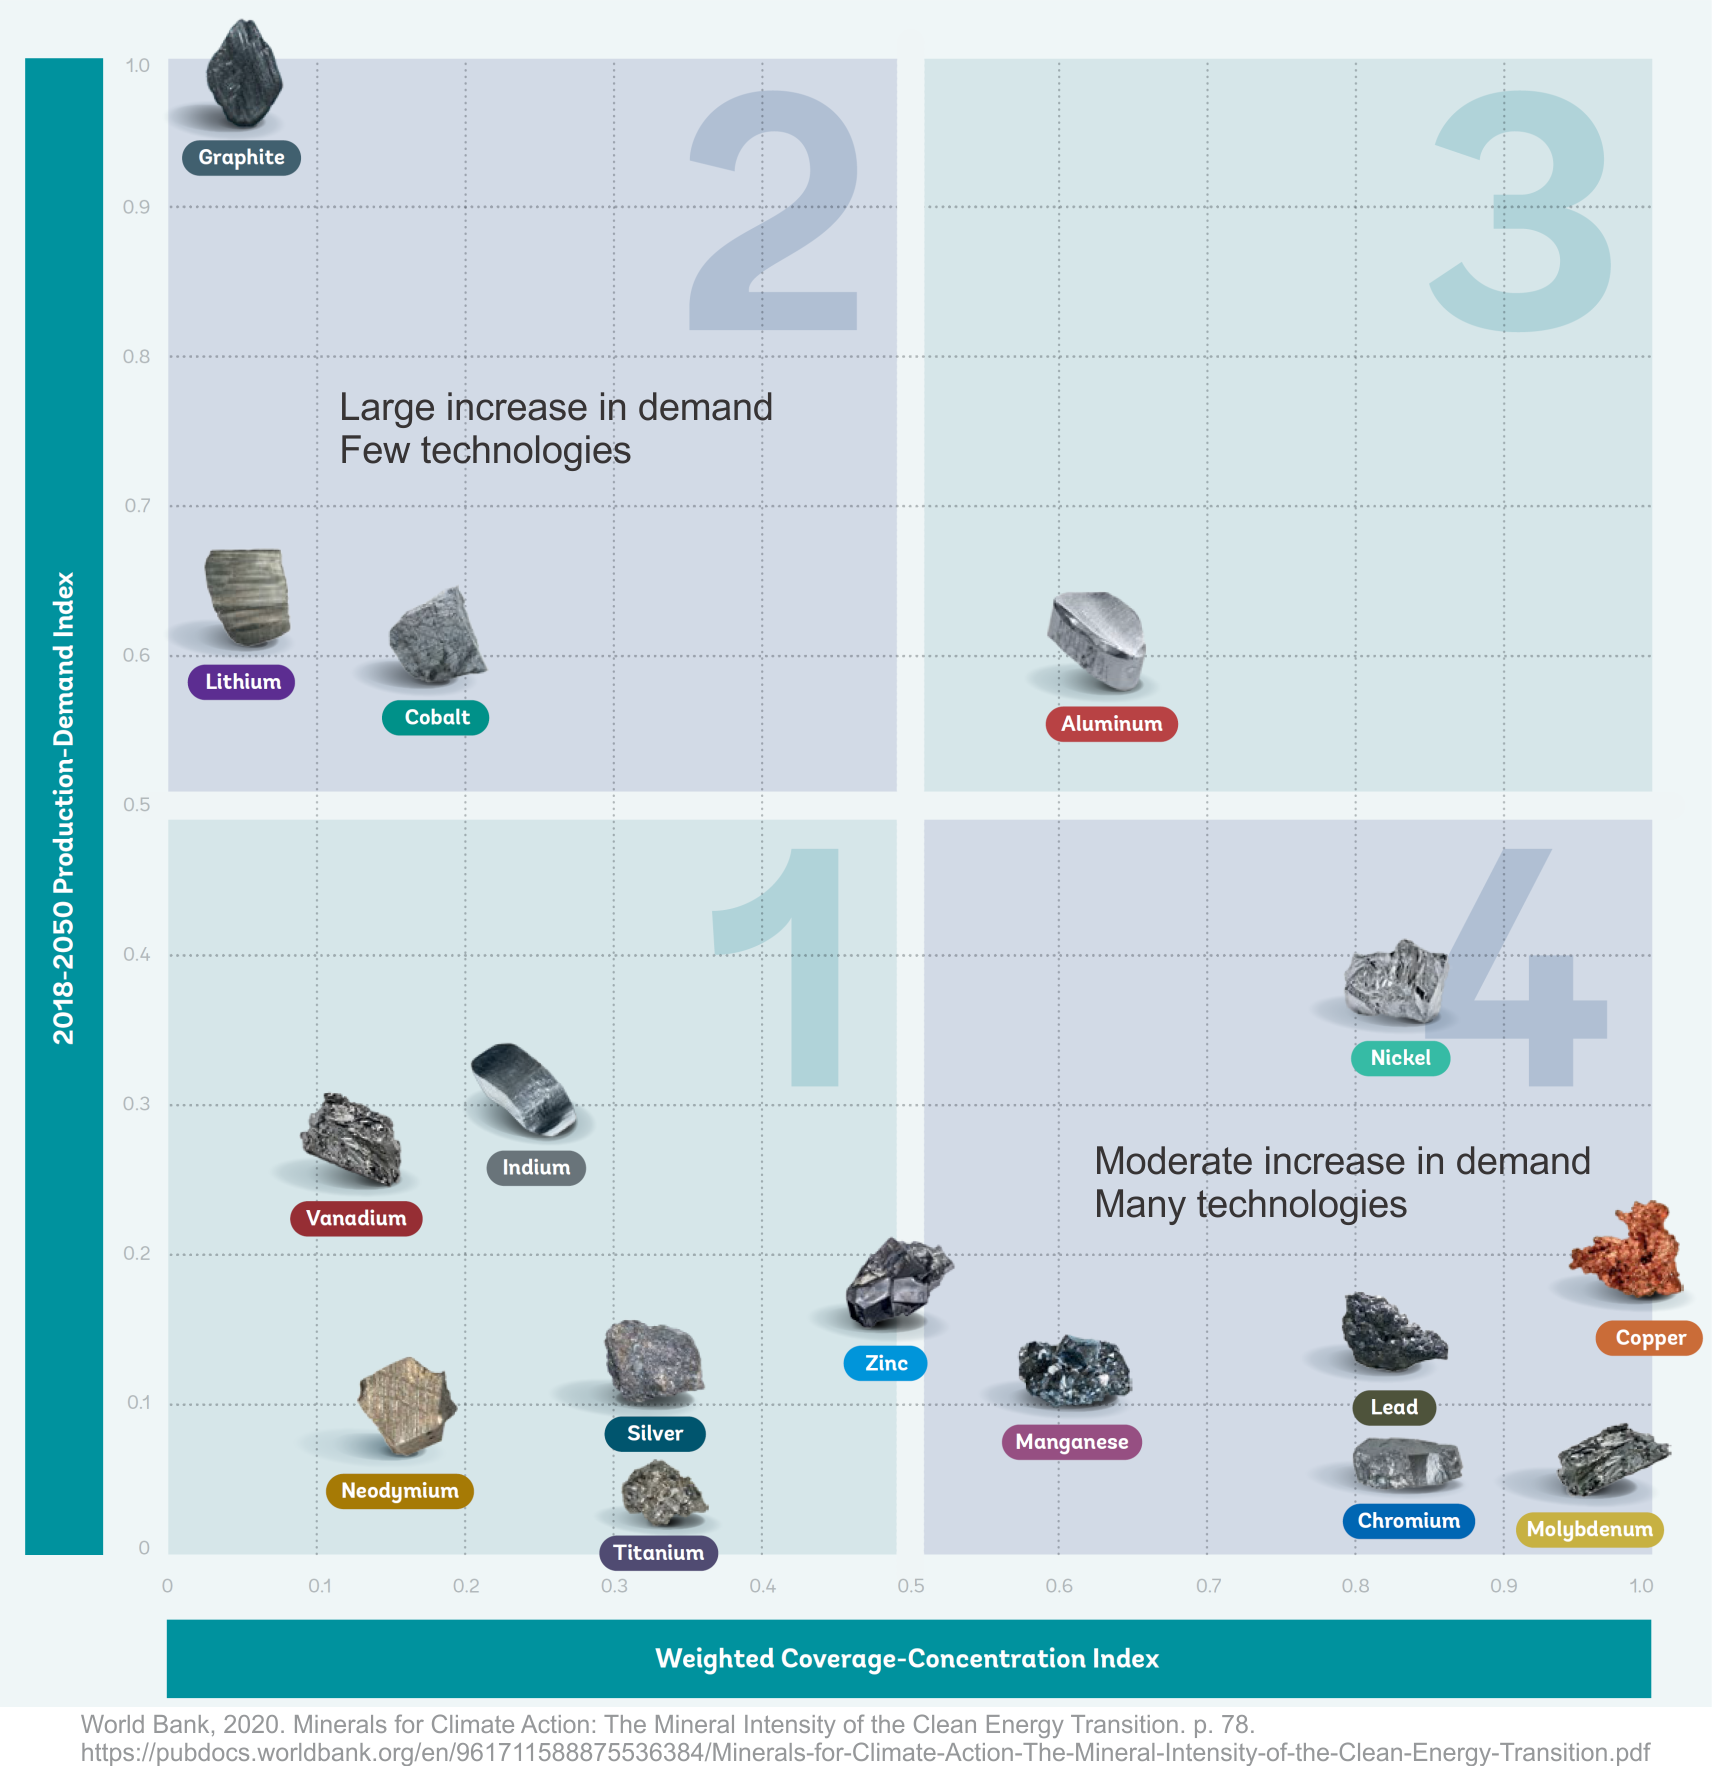 1.0
Graphite
2
3
0.9
0.8
Large increase in demand
Few technologies
0.7
Lithium
Cobalt
Aluminum
0.6
0.5
2018-2050 Production-Demand Index
1
4
0.4
Nickel
0.3
Indium
Vanadium
Moderate increase in demand
Many technologies
0.2
Copper
Zinc
Lead
0.1
Silver
Manganese
Neodymium
Chromium
Molybdenum
Titanium
0
0 0.1 0.2 0.3 0.4 0.5 0.6 0.7 0.8 0.9 1.0
Weighted Coverage-Concentration Index
World Bank, 2020. Minerals for Climate Action: The Mineral Intensity of the Clean Energy Transition. p. 78.
https://pubdocs.worldbank.org/en/961711588875536384/Minerals-for-Climate-Action-The-Mineral-Intensity-of-the-Clean-Energy-Transition.pdf